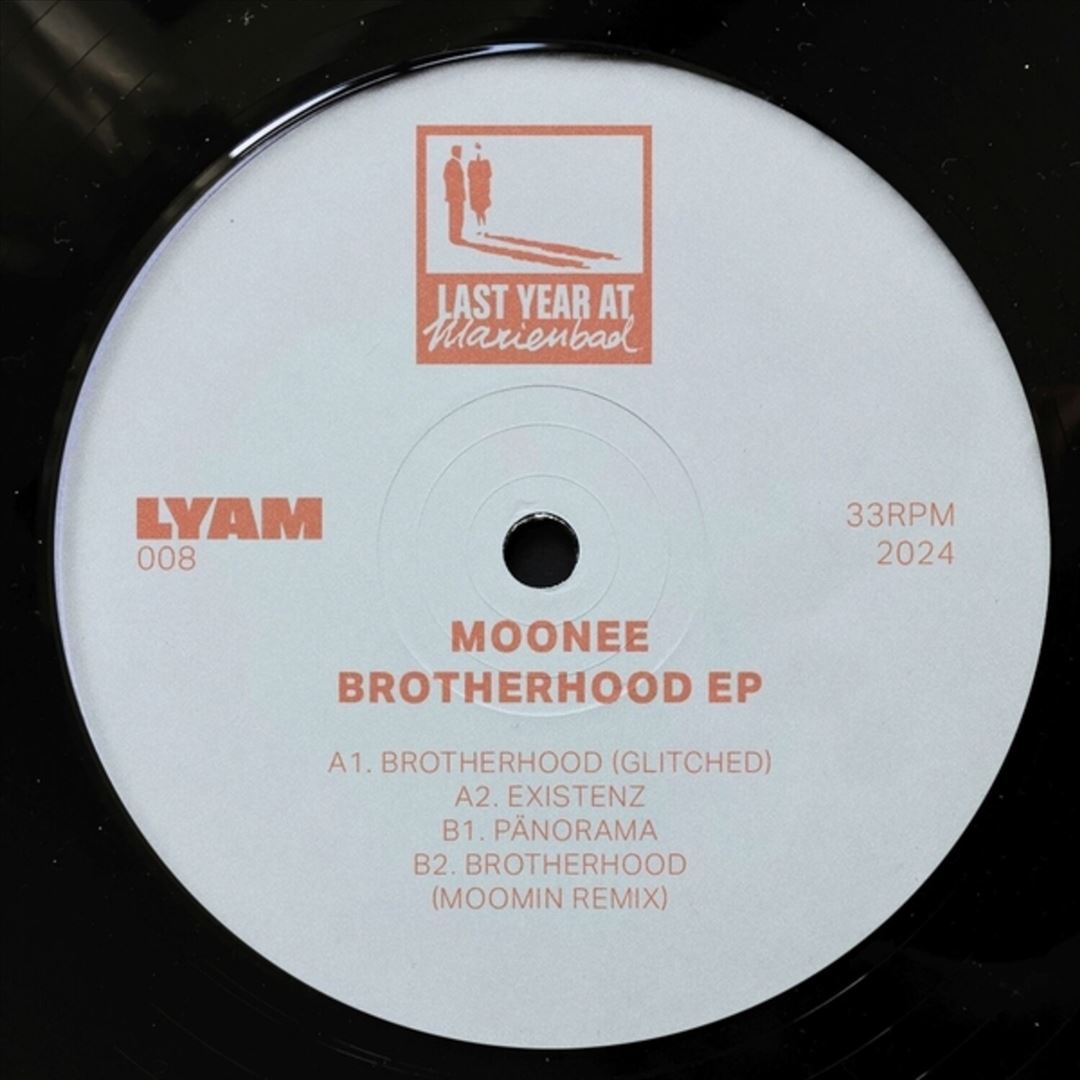 LAST YEAR AT
Marienbad
LYAM
008
33RPM
2024
MOONEE
BROTHERHOOD EP
A1. BROTHERHOOD (GLITCHED)
A2. EXISTENZ
B1. PÄNORAMA
B2. BROTHERHOOD
(MOOMIN REMIX)